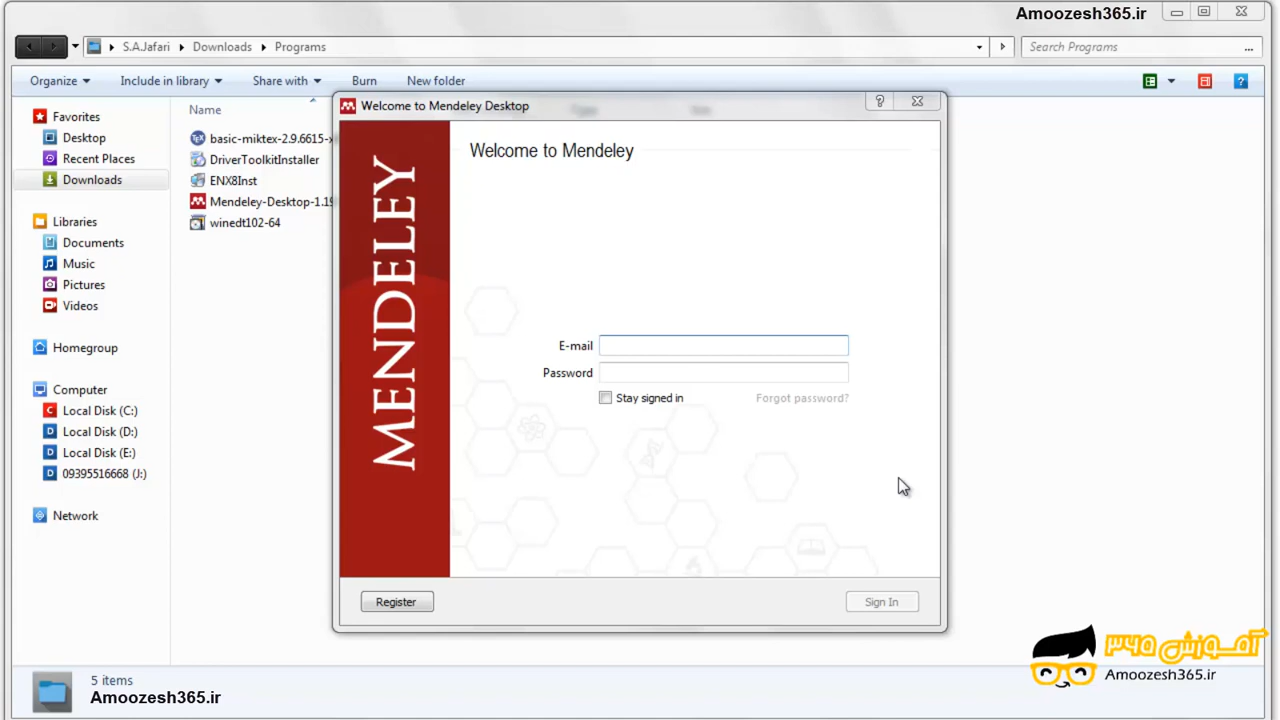 Amoozesh365.ir
S.A.Jafari Downloads Programs
Search Programs
Organize Include in library Share with Burn New folder
Favorites
Desktop
Recent Places
Downloads
Libraries
Documents
Music
Pictures
Videos
Homegroup
Computer
Local Disk (C:)
Local Disk (D:)
Local Disk (E:)
09395516668 (J:)
Network
Name
basic-miktex-2.9.6615-x
DriverToolkitInstaller
ENX8Inst
Mendeley-Desktop-1.19
winedt102-64
Welcome to Mendeley Desktop
MENDELEY
Welcome to Mendeley
E-mail
Password
Stay signed in Forgot password?
Register Sign In
5 items
Amoozesh365.ir
آموزش ۳۶۵
Amoozesh365.ir